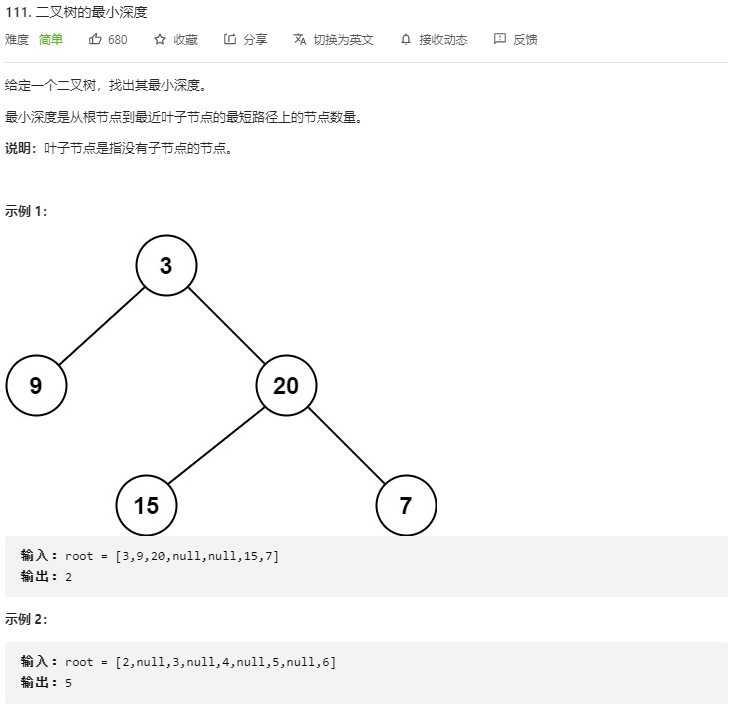 111. 二叉树的最小深度
难度 简单 680 收藏 分享 切换为英文 接收动态 反馈
给定一个二叉树，找出其最小深度。
最小深度是从根节点到最近叶子节点的最短路径上的节点数量。
说明：叶子节点是指没有子节点的节点。
示例 1：
3
9 20
15 7
输入：root = [3,9,20,null,null,15,7]
输出：2
示例 2：
输入：root = [2,null,3,null,4,null,5,null,6]
输出：5